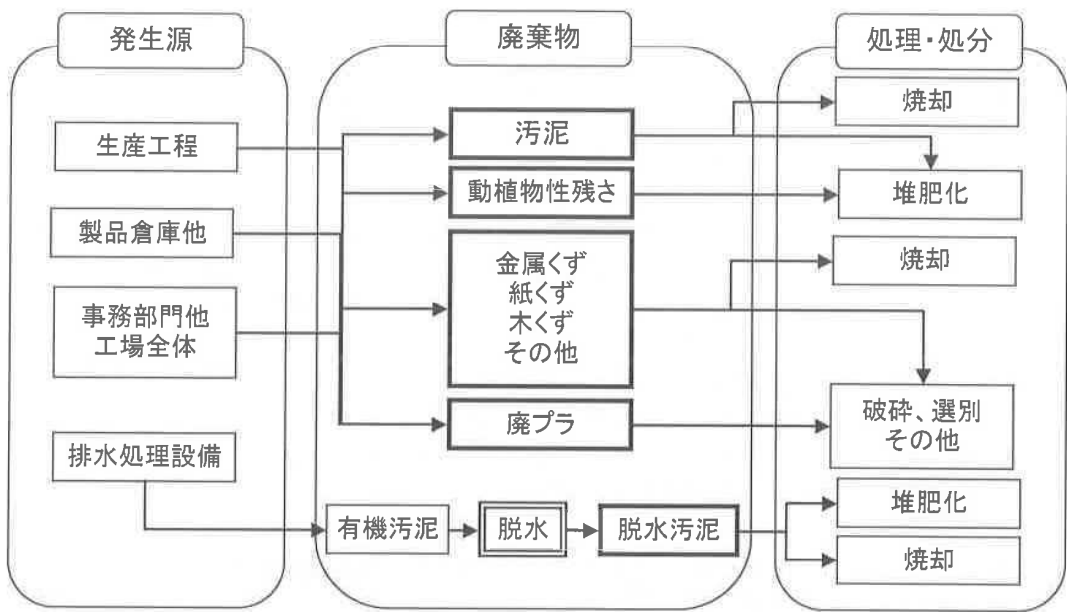 発生源
廃棄物
処理・処分
生産工程
製品倉庫他
事務部門他
工場全体
排水処理設備
汚泥
動植物性残さ
金属くず
紙くず
木くず
その他
廃プラ
有機汚泥
脱水
脱水汚泥
焼却
堆肥化
焼却
破砕、選別
その他
堆肥化
焼却